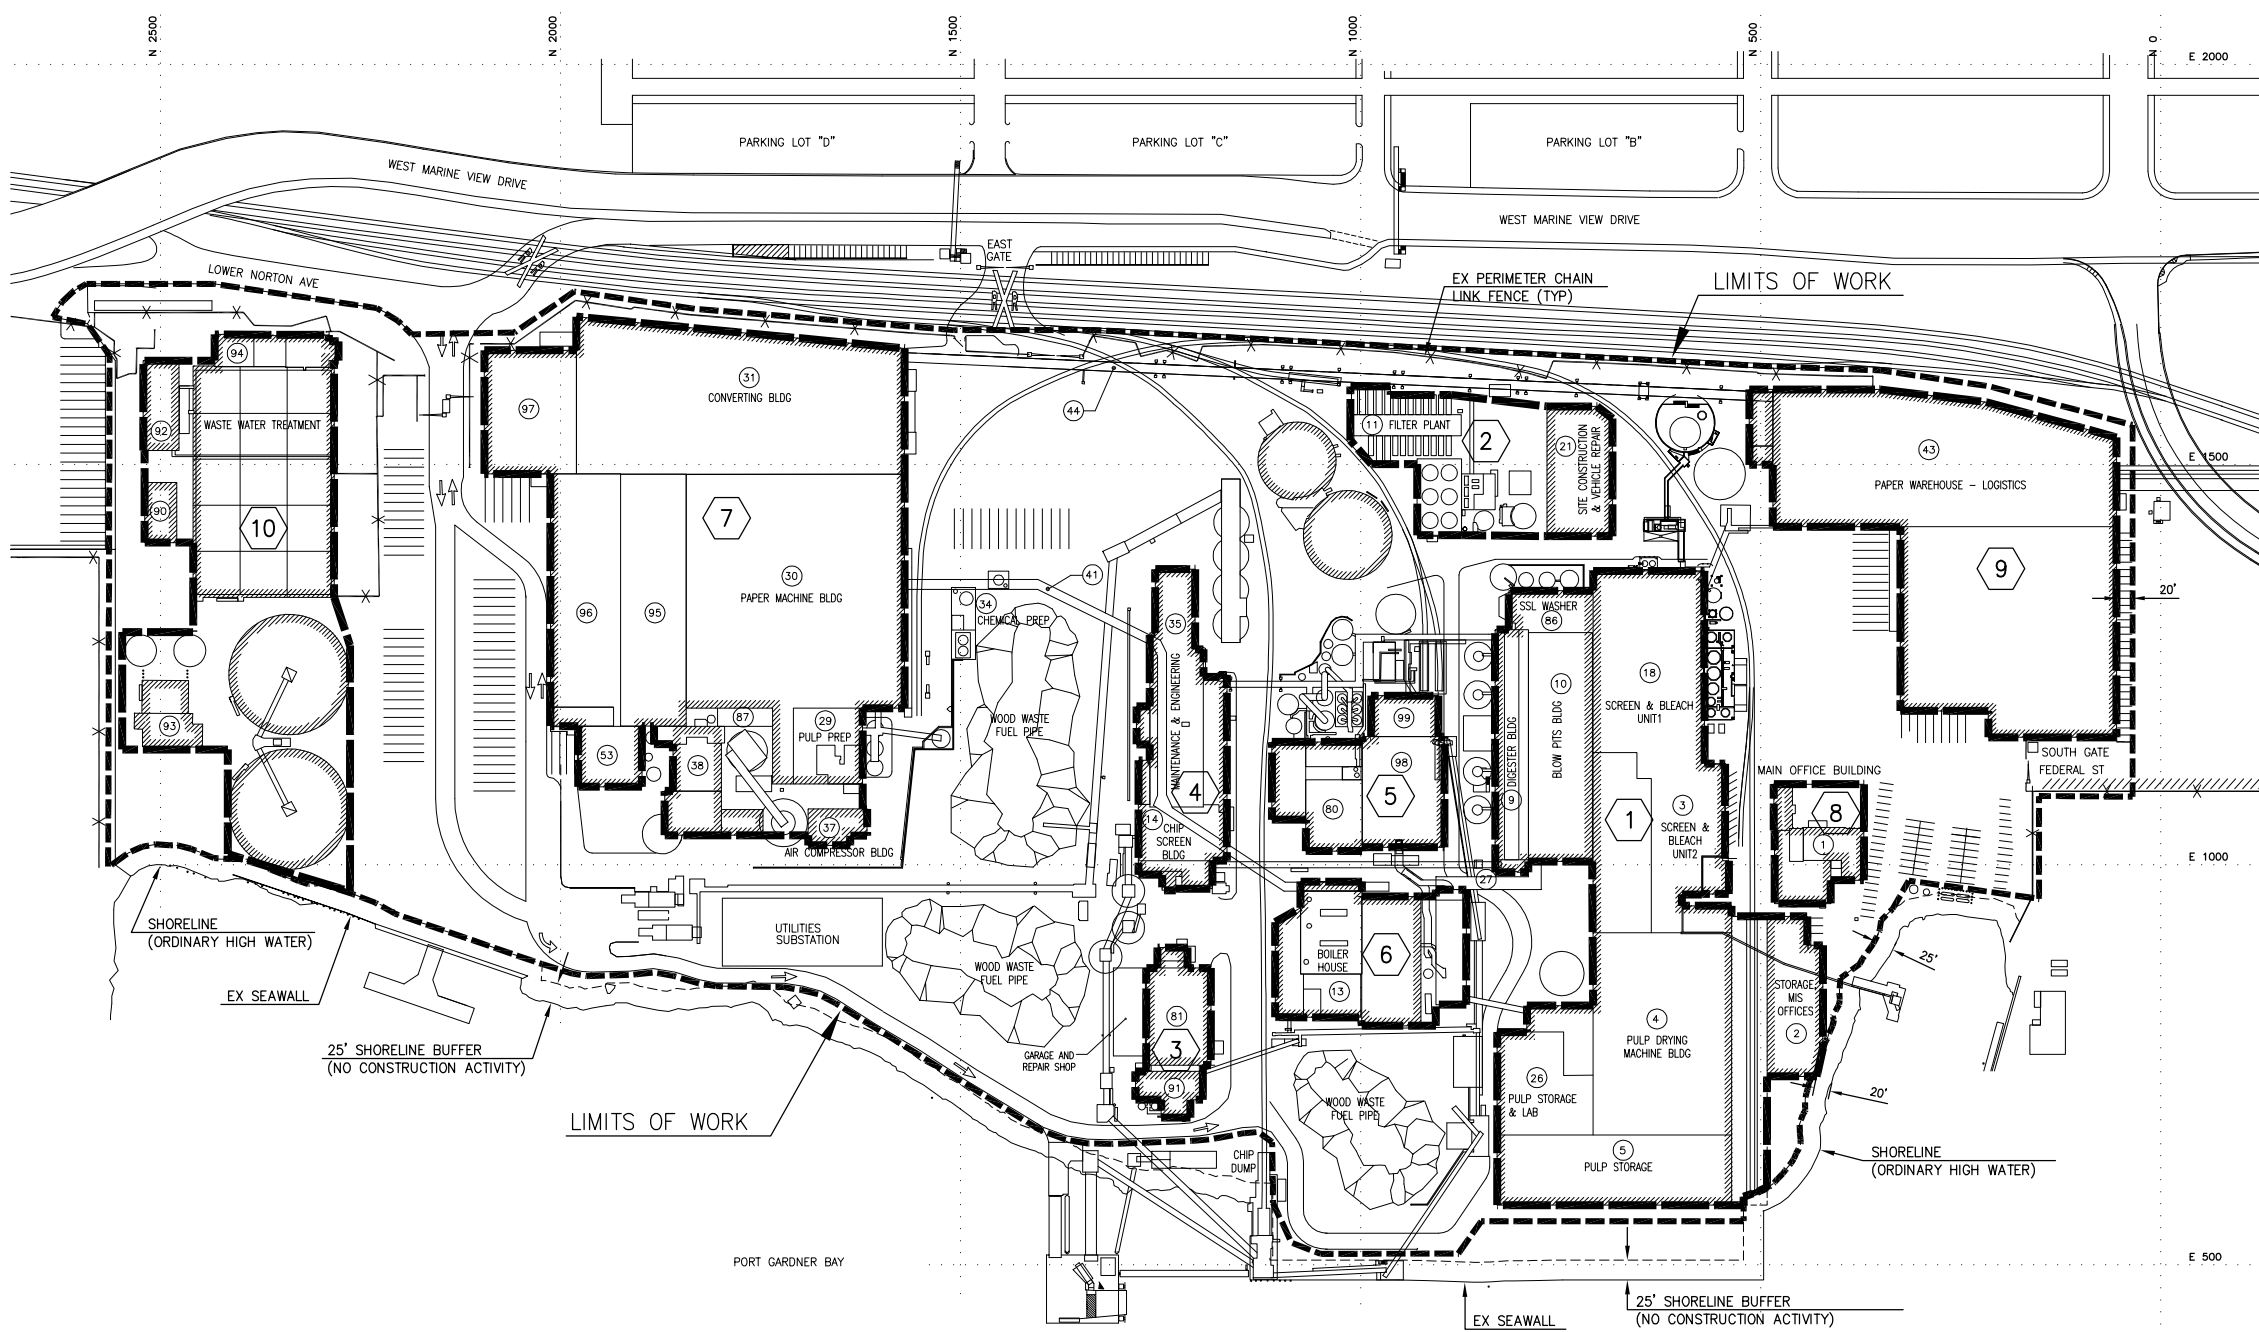 N 2500
N 2000
N 1500
N 1000
N 500
N 0
E 2000
PARKING LOT "D"
PARKING LOT "C"
PARKING LOT "B"
WEST MARINE VIEW DRIVE
WEST MARINE VIEW DRIVE
EAST
GATE
LOWER NORTON AVE
EX PERIMETER CHAIN
LINK FENCE (TYP)
LIMITS OF WORK
94
92
WASTE WATER TREATMENT
90
10
93
97
31
CONVERTING BLDG
7
30
PAPER MACHINE BLDG
96
95
44
41
34
CHEMICAL PREP
87
29
PULP PREP
53
38
37
AIR COMPRESSOR BLDG
WOOD WASTE
FUEL PIPE
35
MAINTENANCE & ENGINEERING
4
14
CHIP
SCREEN
BLDG
11
FILTER PLANT
2
21
SITE CONSTRUCTION
& VEHICLE REPAIR
43
PAPER WAREHOUSE - LOGISTICS
E 1500
9
20'
SSL WASHER
86
10
BLOW PITS BLDG
DIGESTER BLDG
9
18
SCREEN & BLEACH
UNIT1
3
SCREEN &
BLEACH
UNIT2
1
99
98
80
5
27
SOUTH GATE
FEDERAL ST
MAIN OFFICE BUILDING
8
1
E 1000
SHORELINE
(ORDINARY HIGH WATER)
EX SEAWALL
UTILITIES
SUBSTATION
WOOD WASTE
FUEL PIPE
BOILER
HOUSE
6
13
81
3
91
GARAGE AND
REPAIR SHOP
25'
STORAGE
MIS
OFFICES
2
20'
4
PULP DRYING
MACHINE BLDG
26
PULP STORAGE
& LAB
5
PULP STORAGE
WOOD WASTE
FUEL PIPE
25' SHORELINE BUFFER
(NO CONSTRUCTION ACTIVITY)
LIMITS OF WORK
CHIP
DUMP
SHORELINE
(ORDINARY HIGH WATER)
PORT GARDNER BAY
E 500
EX SEAWALL
25' SHORELINE BUFFER
(NO CONSTRUCTION ACTIVITY)